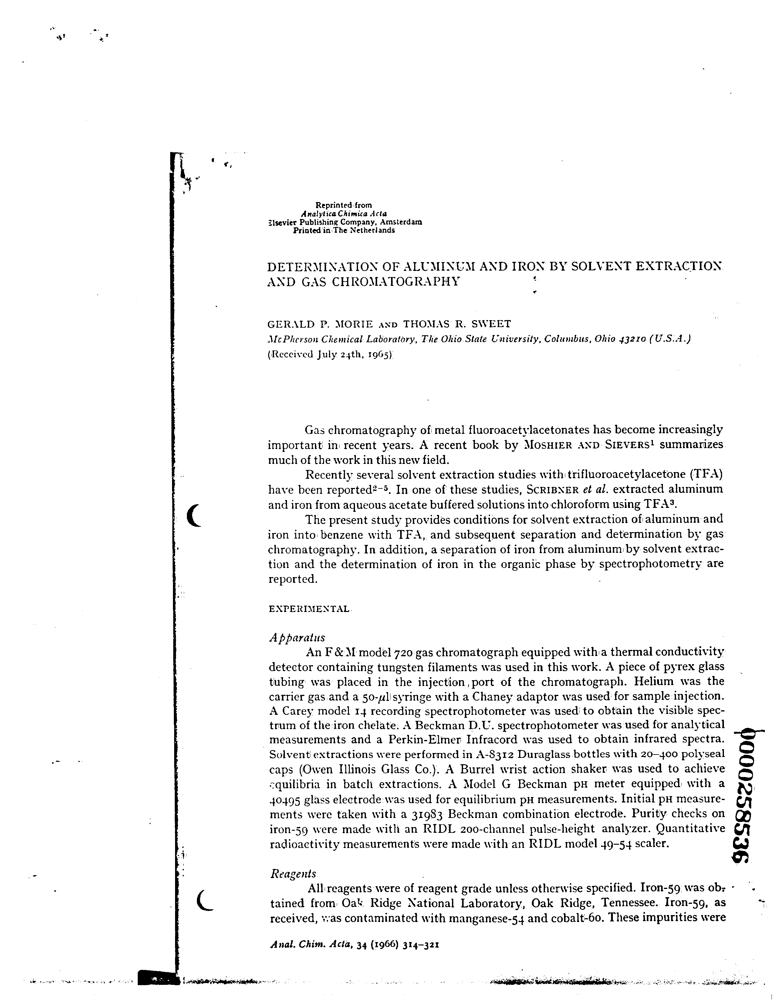 Reprinted from
Analytica Chimica Acta
Elsevier Publishing Company, Amsterdam
Printed in The Netherlands
DETERMINATION OF ALUMINUM AND IRON BY SOLVENT EXTRACTION
AND GAS CHROMATOGRAPHY
GERALD P. MORIE AND THOMAS R. SWEET
McPherson Chemical Laboratory, The Ohio State University, Columbus, Ohio 43210 (U.S.A.)
(Received July 24th, 1965)
Gas chromatography of metal fluoroacetylacetonates has become increasingly
important in recent years. A recent book by MOSHIER AND SIEVERS¹ summarizes
much of the work in this new field.
Recently several solvent extraction studies with trifluoroacetylacetone (TFA)
have been reported²⁻⁵. In one of these studies, SCRIBNER et al. extracted aluminum
and iron from aqueous acetate buffered solutions into chloroform using TFA³.
The present study provides conditions for solvent extraction of aluminum and
iron into benzene with TFA, and subsequent separation and determination by gas
chromatography. In addition, a separation of iron from aluminum by solvent extrac-
tion and the determination of iron in the organic phase by spectrophotometry are
reported.
EXPERIMENTAL
Apparatus
An F & M model 720 gas chromatograph equipped with a thermal conductivity
detector containing tungsten filaments was used in this work. A piece of pyrex glass
tubing was placed in the injection port of the chromatograph. Helium was the
carrier gas and a 50-µl syringe with a Chaney adaptor was used for sample injection.
A Carey model 14 recording spectrophotometer was used to obtain the visible spec-
trum of the iron chelate. A Beckman D.U. spectrophotometer was used for analytical
measurements and a Perkin-Elmer Infracord was used to obtain infrared spectra.
Solvent extractions were performed in A-8312 Duraglass bottles with 20–400 polyseal
caps (Owen Illinois Glass Co.). A Burrel wrist action shaker was used to achieve
equilibria in batch extractions. A Model G Beckman pH meter equipped with a
40495 glass electrode was used for equilibrium pH measurements. Initial pH measure-
ments were taken with a 31983 Beckman combination electrode. Purity checks on
iron-59 were made with an RIDL 200-channel pulse-height analyzer. Quantitative
radioactivity measurements were made with an RIDL model 49–54 scaler.
Reagents
All reagents were of reagent grade unless otherwise specified. Iron-59 was ob-
tained from Oak Ridge National Laboratory, Oak Ridge, Tennessee. Iron-59, as
received, was contaminated with manganese-54 and cobalt-60. These impurities were
Anal. Chim. Acta, 34 (1966) 314–321
0000258536